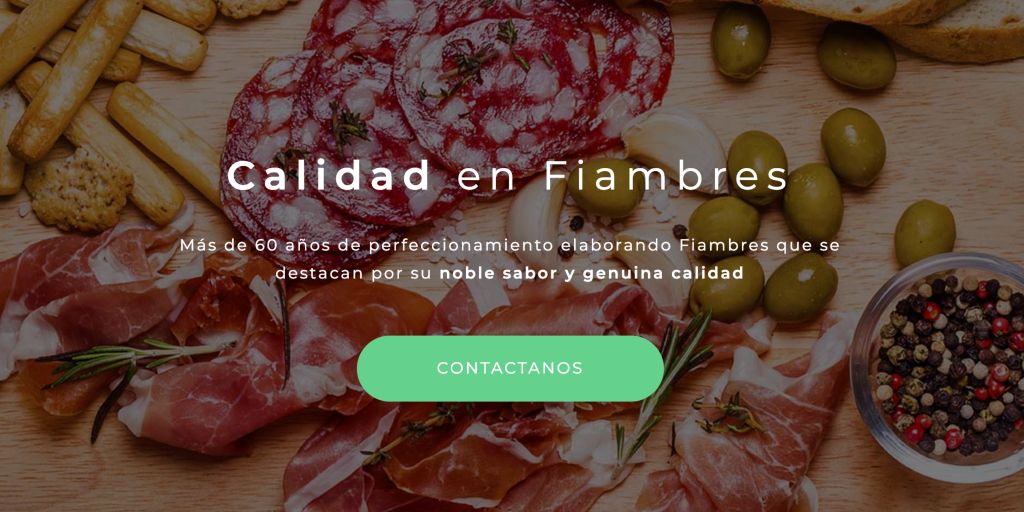 Calidad en Fiambres
Más de 60 años de perfeccionamiento elaborando Fiambres que se
destacan por su noble sabor y genuina calidad
CONTACTANOS